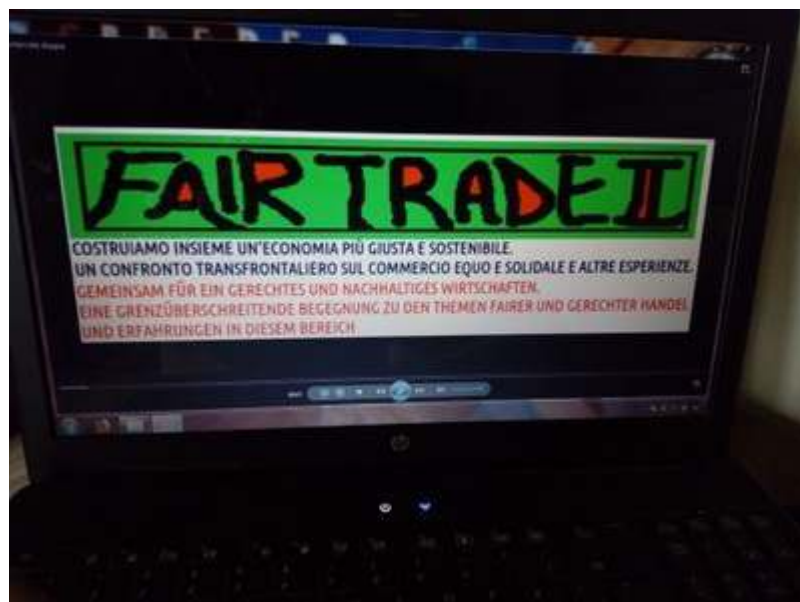 FAIR TRADE II
COSTRUIAMO INSIEME UN'ECONOMIA PIÙ GIUSTA E SOSTENIBILE.
UN CONFRONTO TRANSFRONTALIERO SUL COMMERCIO EQUO E SOLIDALE E ALTRE ESPERIENZE.
GEMEINSAM FÜR EIN GERECHTES UND NACHHALTIGES WIRTSCHAFTEN.
EINE GRENZÜBERSCHREITENDE BEGEGNUNG ZU DEN THEMEN FAIRER UND GERECHTER HANDEL
UND ERFAHRUNGEN IN DIESEM BEREICH
hp